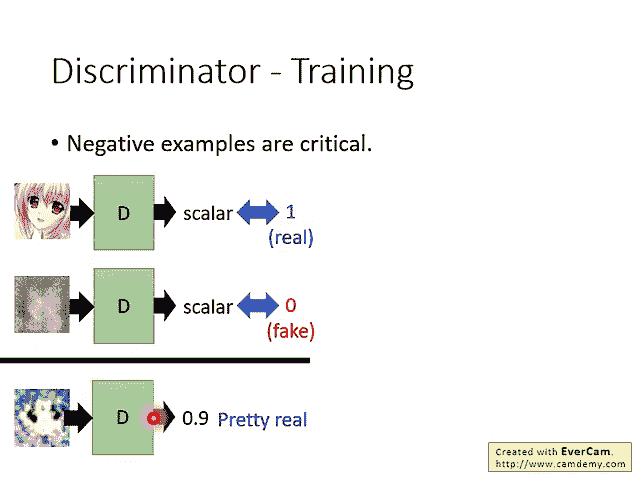 Discriminator - Training
• Negative examples are critical.
D scalar 1
(real)
D scalar 0
(fake)
D 0.9 Pretty real
Created with EverCam.
http://www.camdemy.com